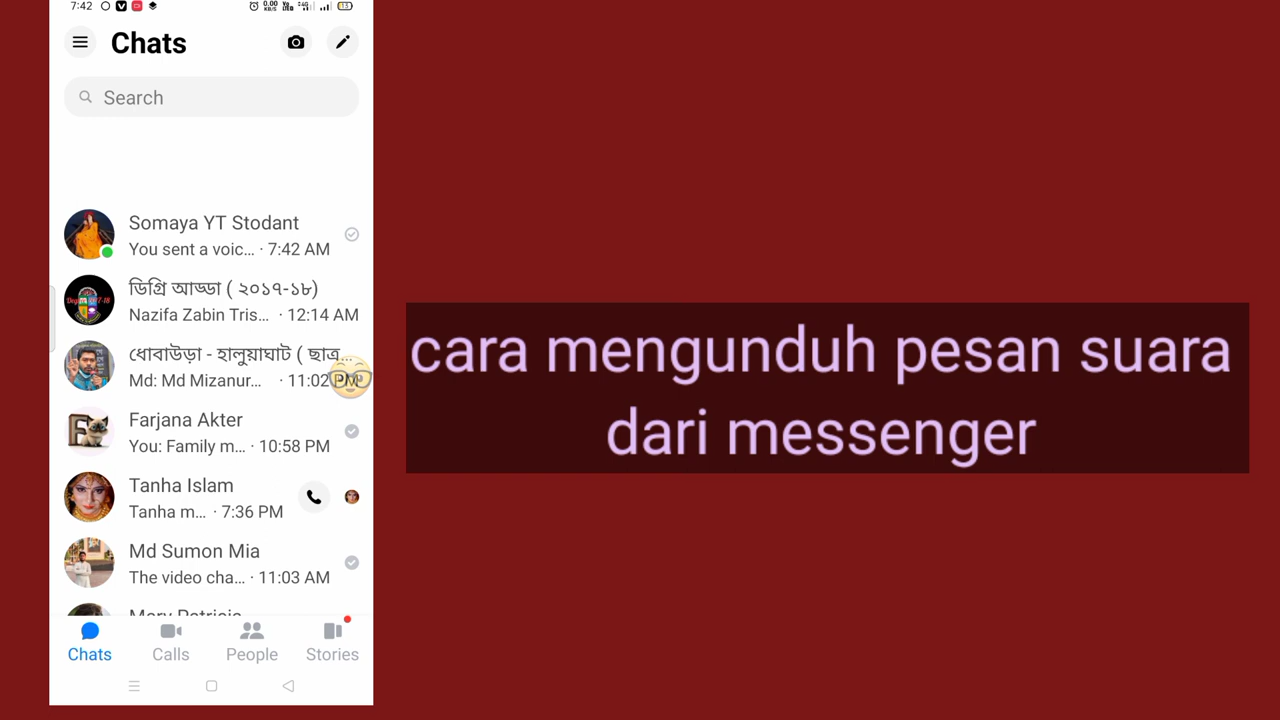 7:42
0.00 KB/S
Chats
Search
Somaya YT Stodant
You sent a voic... · 7:42 AM
ডিগ্রি আড্ডা ( ২০১৭-১৮)
Nazifa Zabin Tris... · 12:14 AM
ধোবাউড়া - হালুয়াঘাট ( ছাত্র...
Md: Md Mizanur... · 11:02 PM
Farjana Akter
You: Family m... · 10:58 PM
Tanha Islam
Tanha m... · 7:36 PM
Md Sumon Mia
The video cha... · 11:03 AM
Chats
Calls
People
Stories
cara mengunduh pesan suara
dari messenger